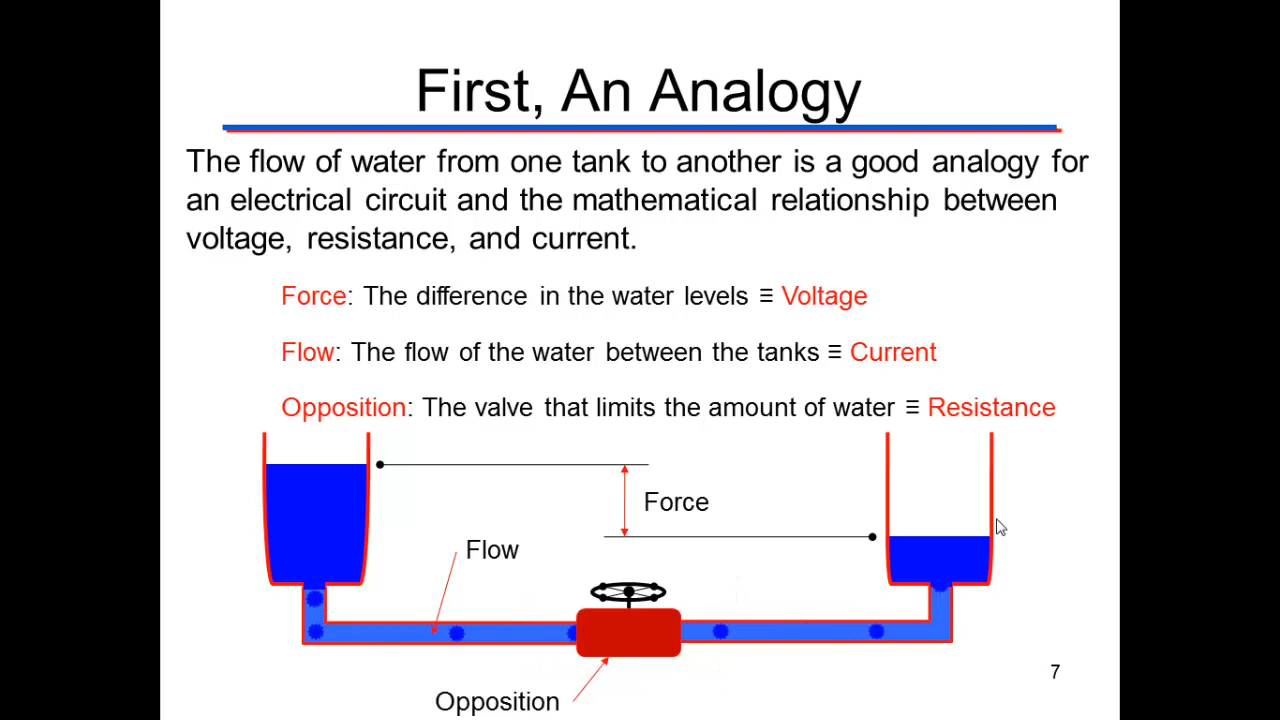 First, An Analogy
The flow of water from one tank to another is a good analogy for
an electrical circuit and the mathematical relationship between
voltage, resistance, and current.
Force: The difference in the water levels ≡ Voltage
Flow: The flow of the water between the tanks ≡ Current
Opposition: The valve that limits the amount of water ≡ Resistance
Force
Flow
Opposition
7